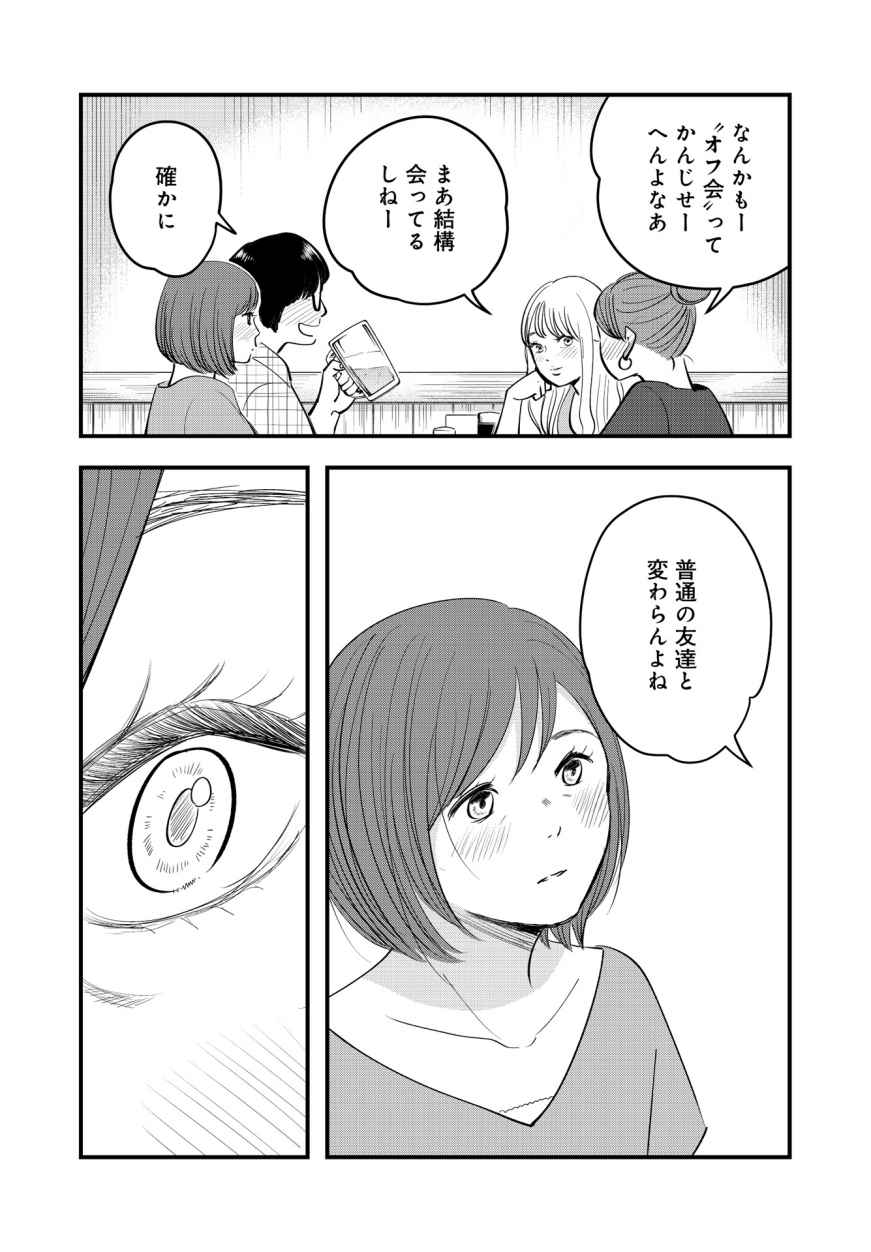 なんかもー
〝オフ会〟って
かんじせー
へんよなあ
まあ結構
会ってる
しねー
確かに
普通の友達と
変わらんよね